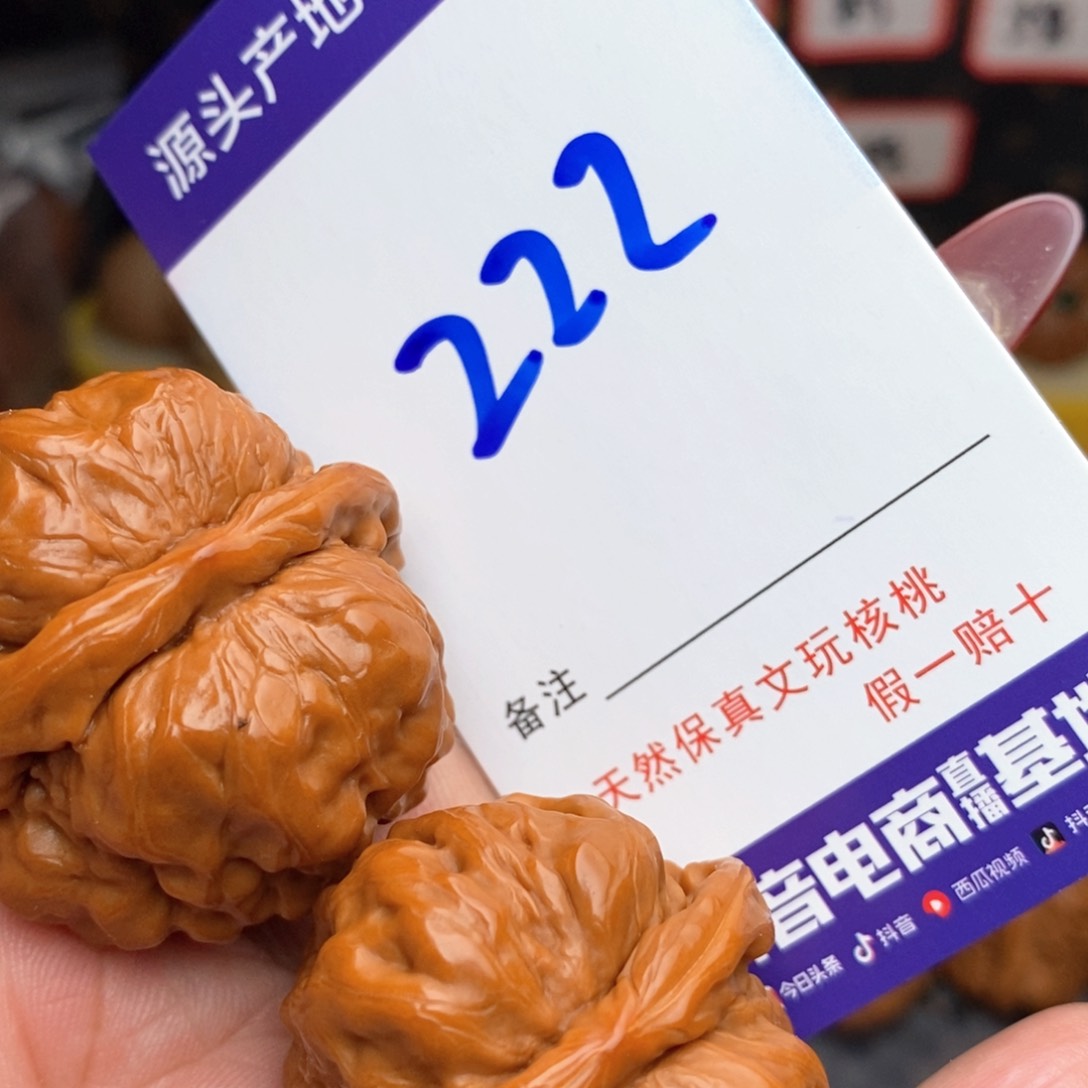 源头产地
222
备注
天然保真文玩核桃
假一赔十
音电商直播基地
今日头条 抖音 西瓜视频